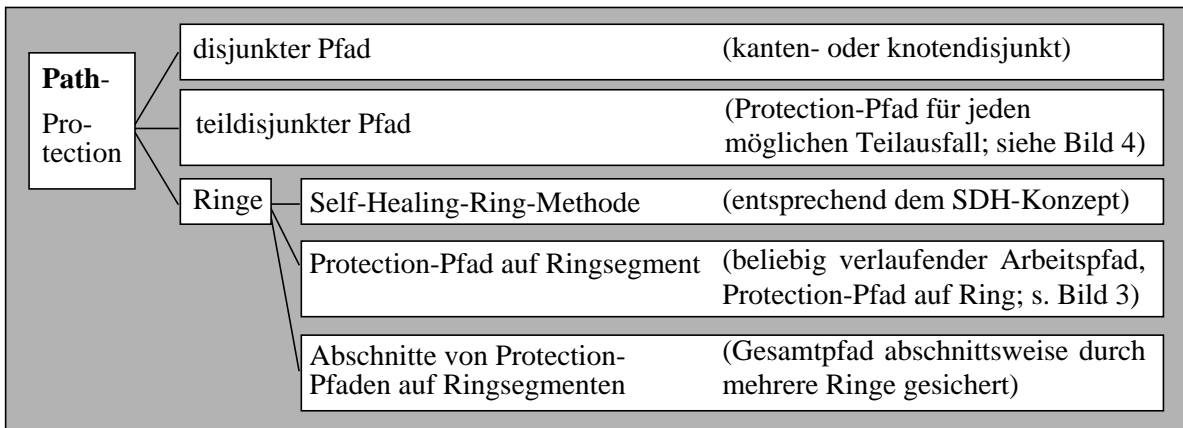 Path-
Pro-
tection
disjunkter Pfad (kanten- oder knotendisjunkt)
teildisjunkter Pfad (Protection-Pfad für jeden
möglichen Teilausfall; siehe Bild 4)
Ringe
Self-Healing-Ring-Methode (entsprechend dem SDH-Konzept)
Protection-Pfad auf Ringsegment (beliebig verlaufender Arbeitspfad,
Protection-Pfad auf Ring; s. Bild 3)
Abschnitte von Protection-
Pfaden auf Ringsegmenten
(Gesamtpfad abschnittsweise durch
mehrere Ringe gesichert)